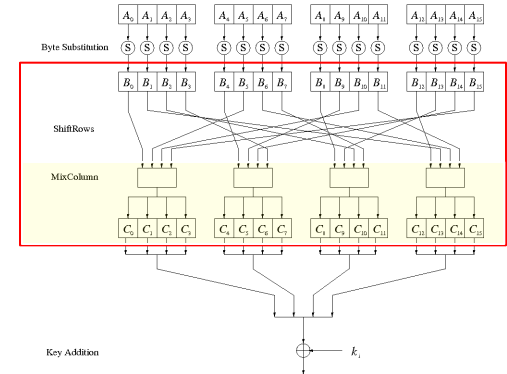 A₀ A₁ A₂ A₃ A₄ A₅ A₆ A₇ A₈ A₉ A₁₀ A₁₁ A₁₂ A₁₃ A₁₄ A₁₅
Byte Substitution S S S S S S S S S S S S S S S S
B₀ B₁ B₂ B₃ B₄ B₅ B₆ B₇ B₈ B₉ B₁₀ B₁₁ B₁₂ B₁₃ B₁₄ B₁₅
ShiftRows
MixColumn
C₀ C₁ C₂ C₃ C₄ C₅ C₆ C₇ C₈ C₉ C₁₀ C₁₁ C₁₂ C₁₃ C₁₄ C₁₅
Key Addition kᵢ